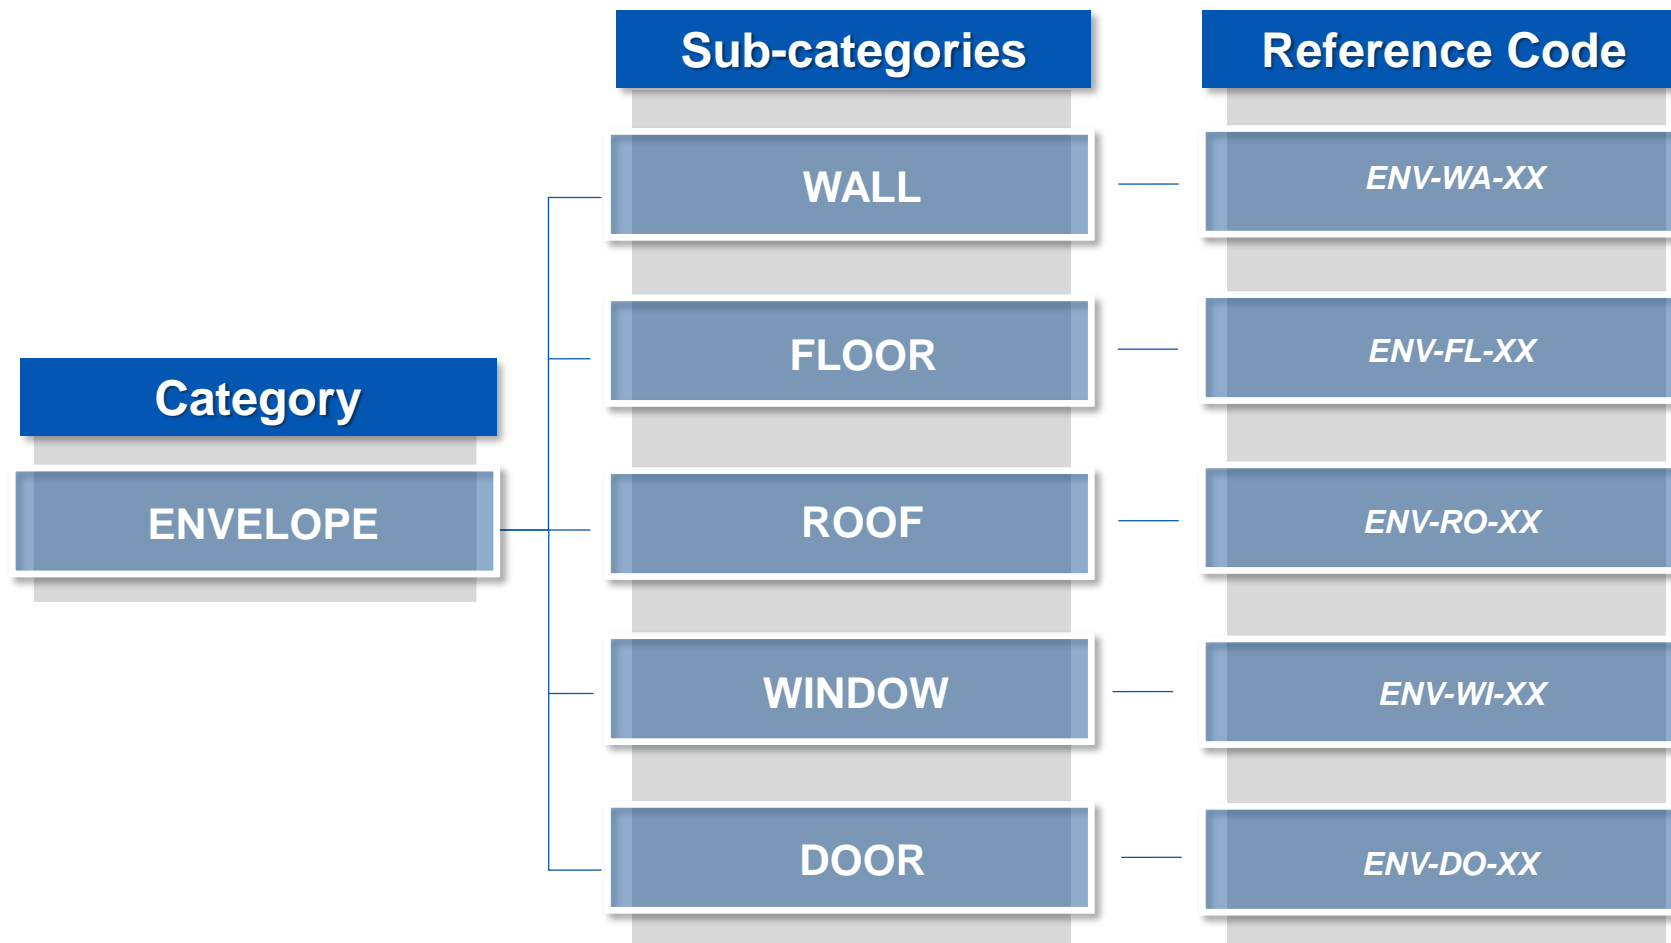 Sub-categories
Reference Code
WALL
ENV-WA-XX
FLOOR
ENV-FL-XX
Category
ENVELOPE
ROOF
ENV-RO-XX
WINDOW
ENV-WI-XX
DOOR
ENV-DO-XX